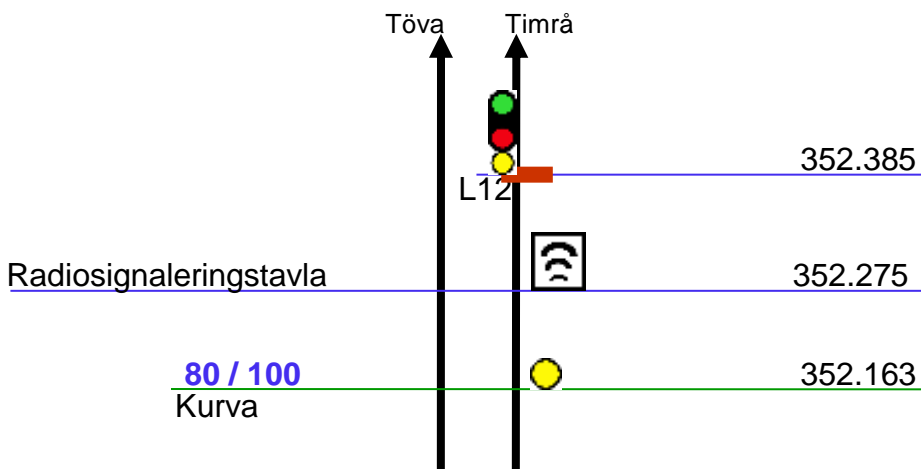 Töva Timrå
352.385
L12
Radiosignaleringstavla 352.275
80 / 100 352.163
Kurva